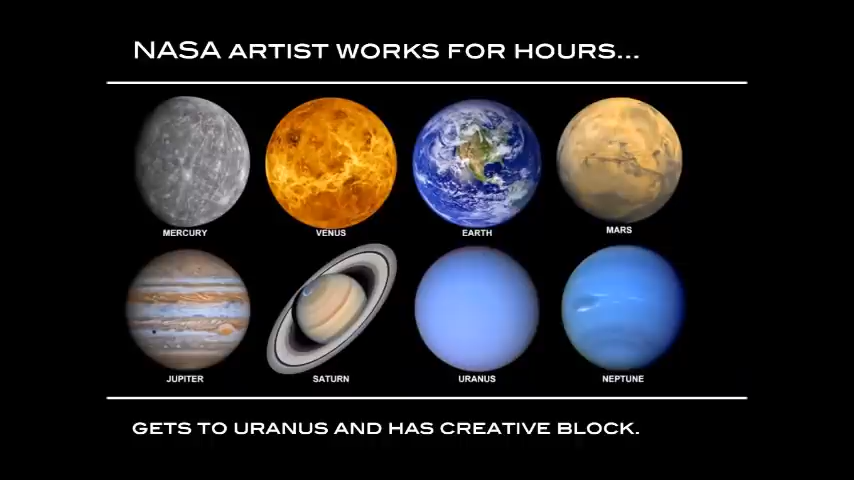 NASA ARTIST WORKS FOR HOURS...
MERCURY
VENUS
EARTH
MARS
JUPITER
SATURN
URANUS
NEPTUNE
GETS TO URANUS AND HAS CREATIVE BLOCK.